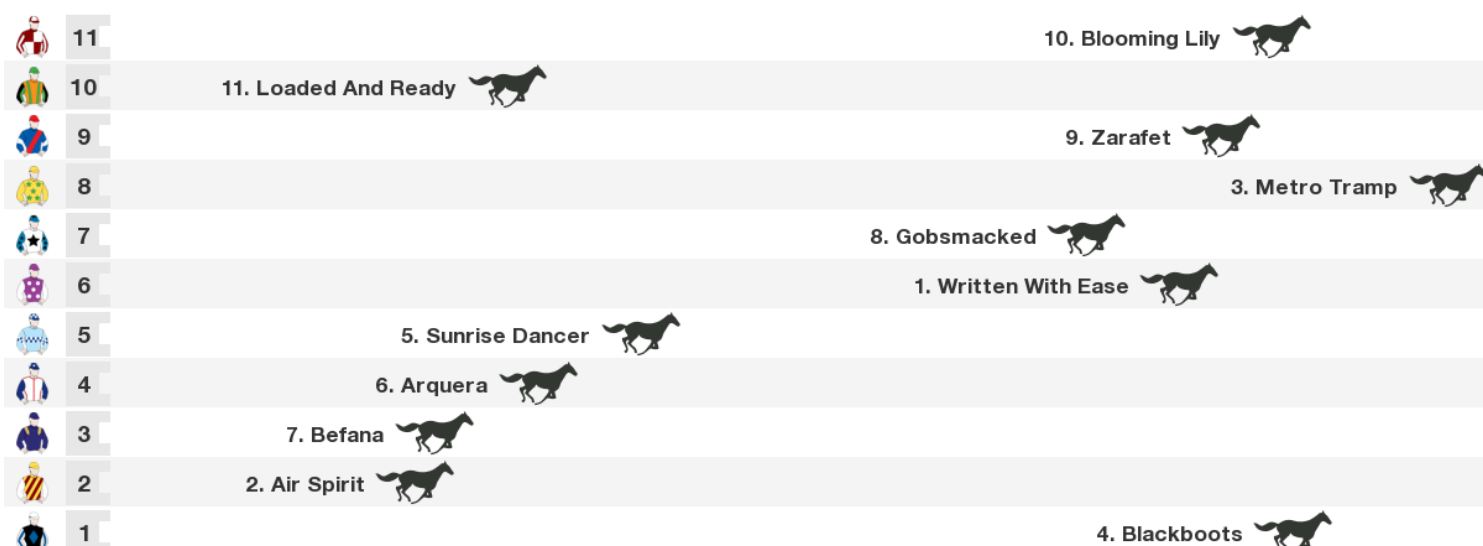 11 10. Blooming Lily
10 11. Loaded And Ready
9 9. Zarafet
8 3. Metro Tramp
7 8. Gobsmacked
6 1. Written With Ease
5 5. Sunrise Dancer
4 6. Arquera
3 7. Befana
2 2. Air Spirit
1 4. Blackboots